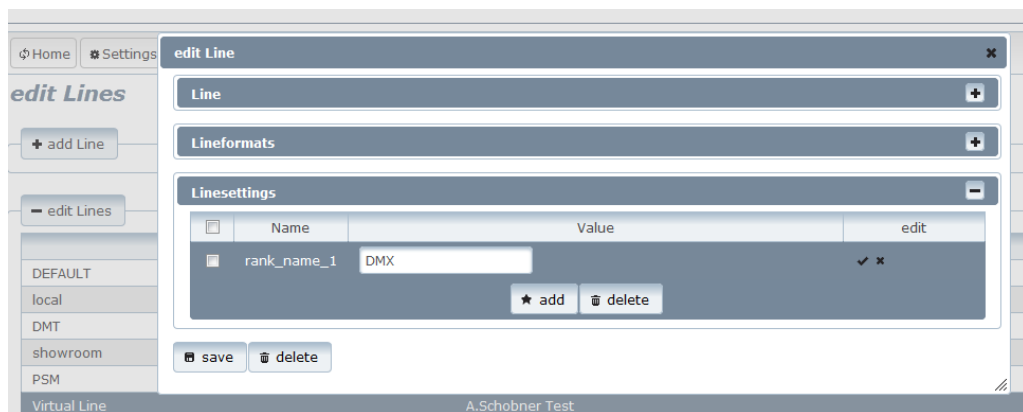 Home Settings
edit Lines
+ add Line
− edit Lines
DEFAULT
local
DMT
showroom
PSM
Virtual Line A.Schobner Test
edit Line
Line
Lineformats
Linesettings
Name Value edit
rank_name_1 DMX
add delete
save delete